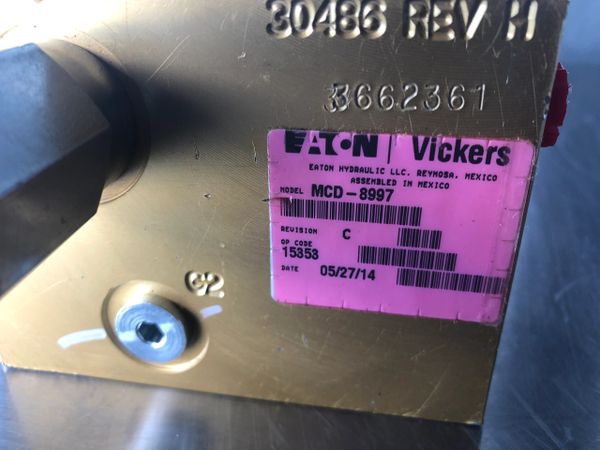 30486 REV H
3662361
EATON | Vickers
EATON HYDRAULIC LLC. REYNOSA, MEXICO
ASSEMBLED IN MEXICO
MODEL MCD-8997
REVISION C
OP CODE
15353
DATE 05/27/14
G2